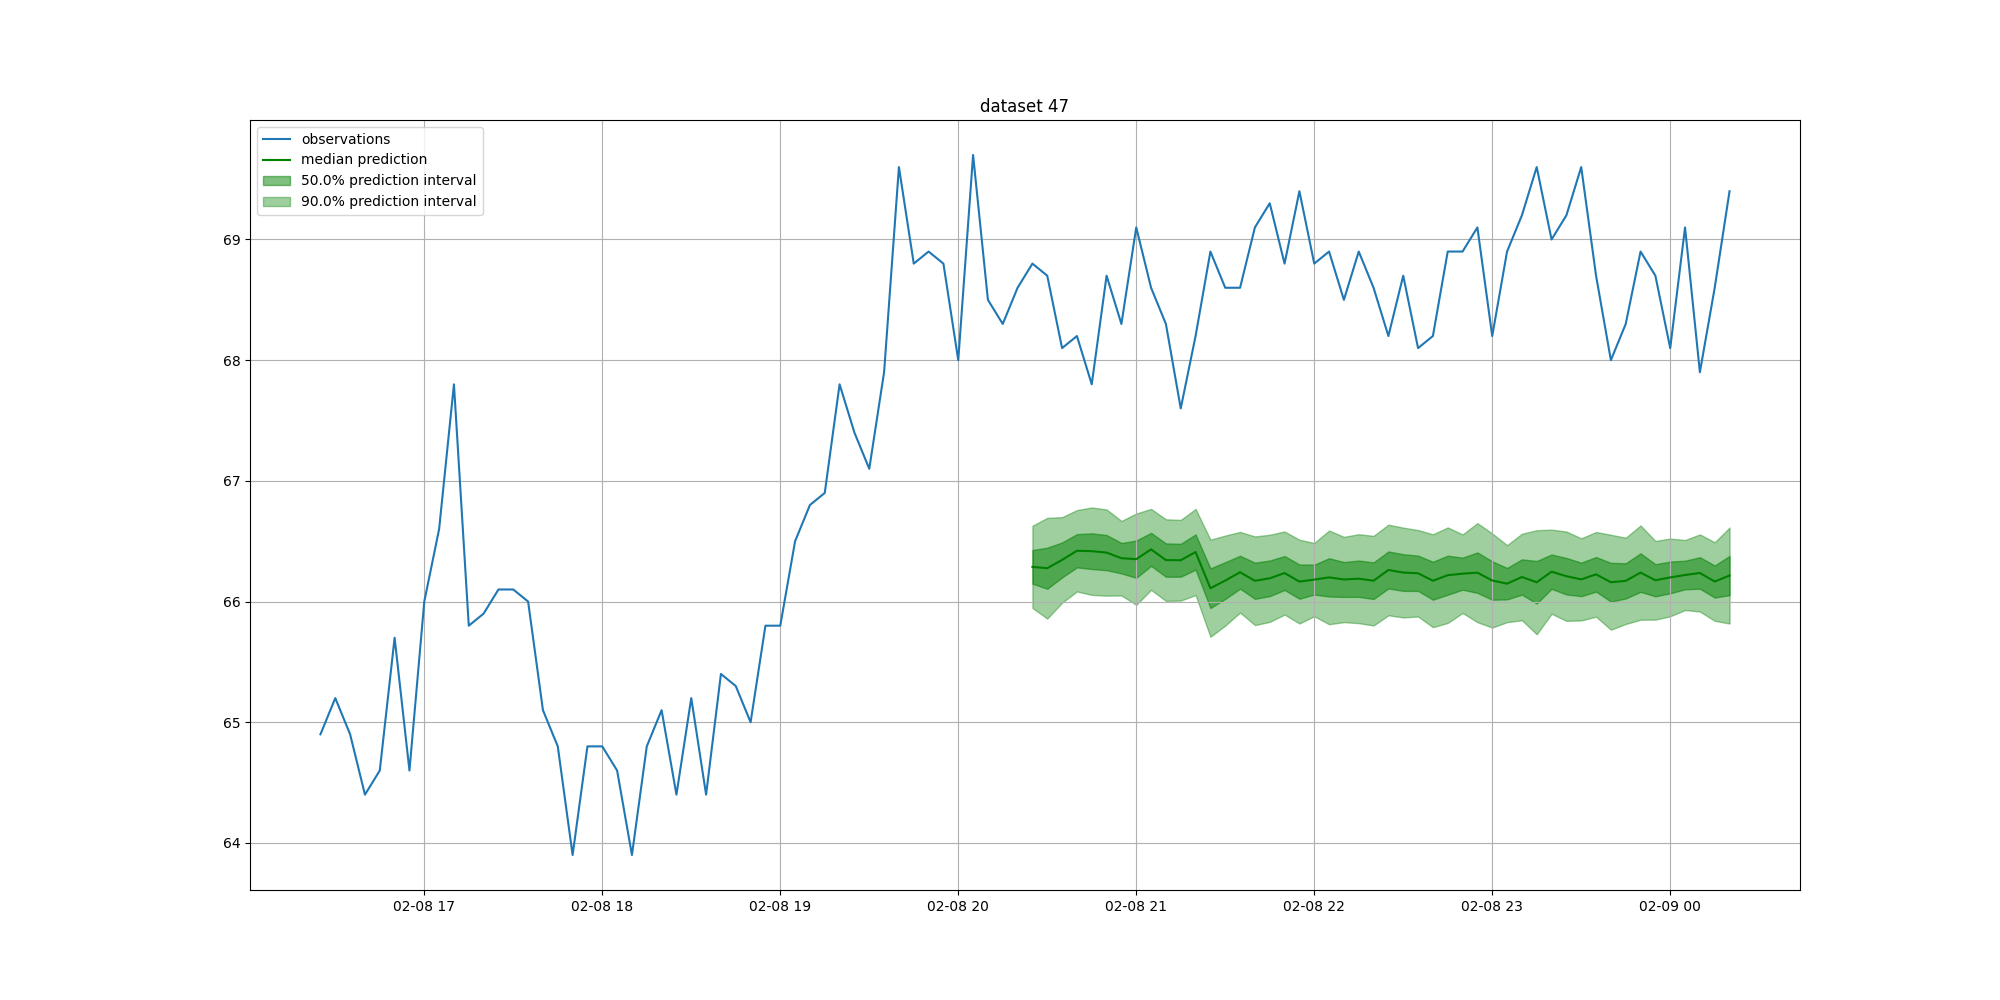 dataset 47
observations
median prediction
50.0% prediction interval
90.0% prediction interval
69
68
67
66
65
64
02-08 17
02-08 18
02-08 19
02-08 20
02-08 21
02-08 22
02-08 23
02-09 00